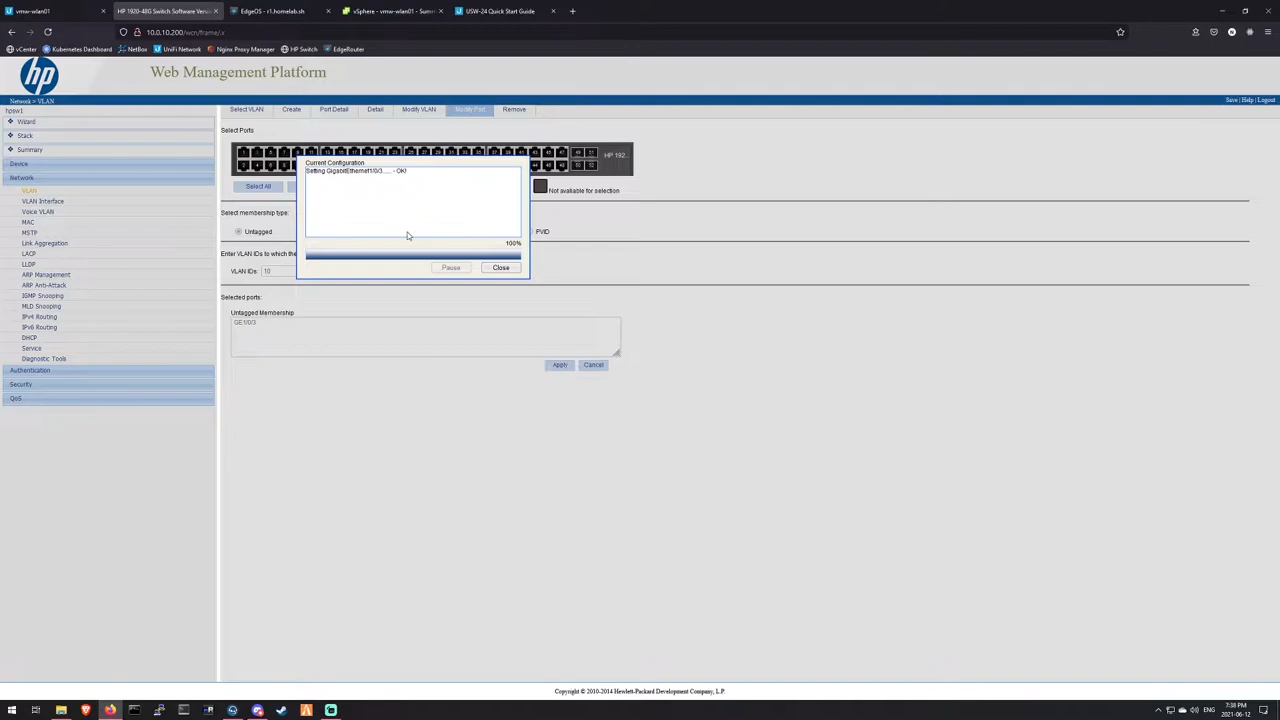 vmw-wlan01
HP 1920-48G Switch Software Versi
EdgeOS - r1.homelab.sh
vSphere - vmw-wlan01 - Summ
USW-24 Quick Start Guide
10.0.10.200/wcn/frame/.x
vCenter
Kubernetes Dashboard
NetBox
UniFi Network
Nginx Proxy Manager
HP Switch
EdgeRouter
hp
Web Management Platform
Network > VLAN
Save | Help | Logout
hpsw1
Wizard
Stack
Summary
Device
Network
VLAN
VLAN Interface
Voice VLAN
MAC
MSTP
Link Aggregation
LACP
LLDP
ARP Management
ARP Anti-Attack
IGMP Snooping
MLD Snooping
IPv4 Routing
IPv6 Routing
DHCP
Service
Diagnostic Tools
Authentication
Security
QoS
Select VLAN
Create
Port Detail
Detail
Modify VLAN
Modify Port
Remove
Select Ports
HP 192...
Select All
Not available for selection
Select membership type:
Untagged
PVID
Enter VLAN IDs to which the
VLAN IDs: 10
Current Configuration
Setting GigabitEthernet1/0/3...... - OK!
100%
Pause
Close
Selected ports:
Untagged Membership
GE1/0/3
Apply
Cancel
Copyright © 2010-2014 Hewlett-Packard Development Company, L.P.
ENG
7:38 PM
2021-06-12